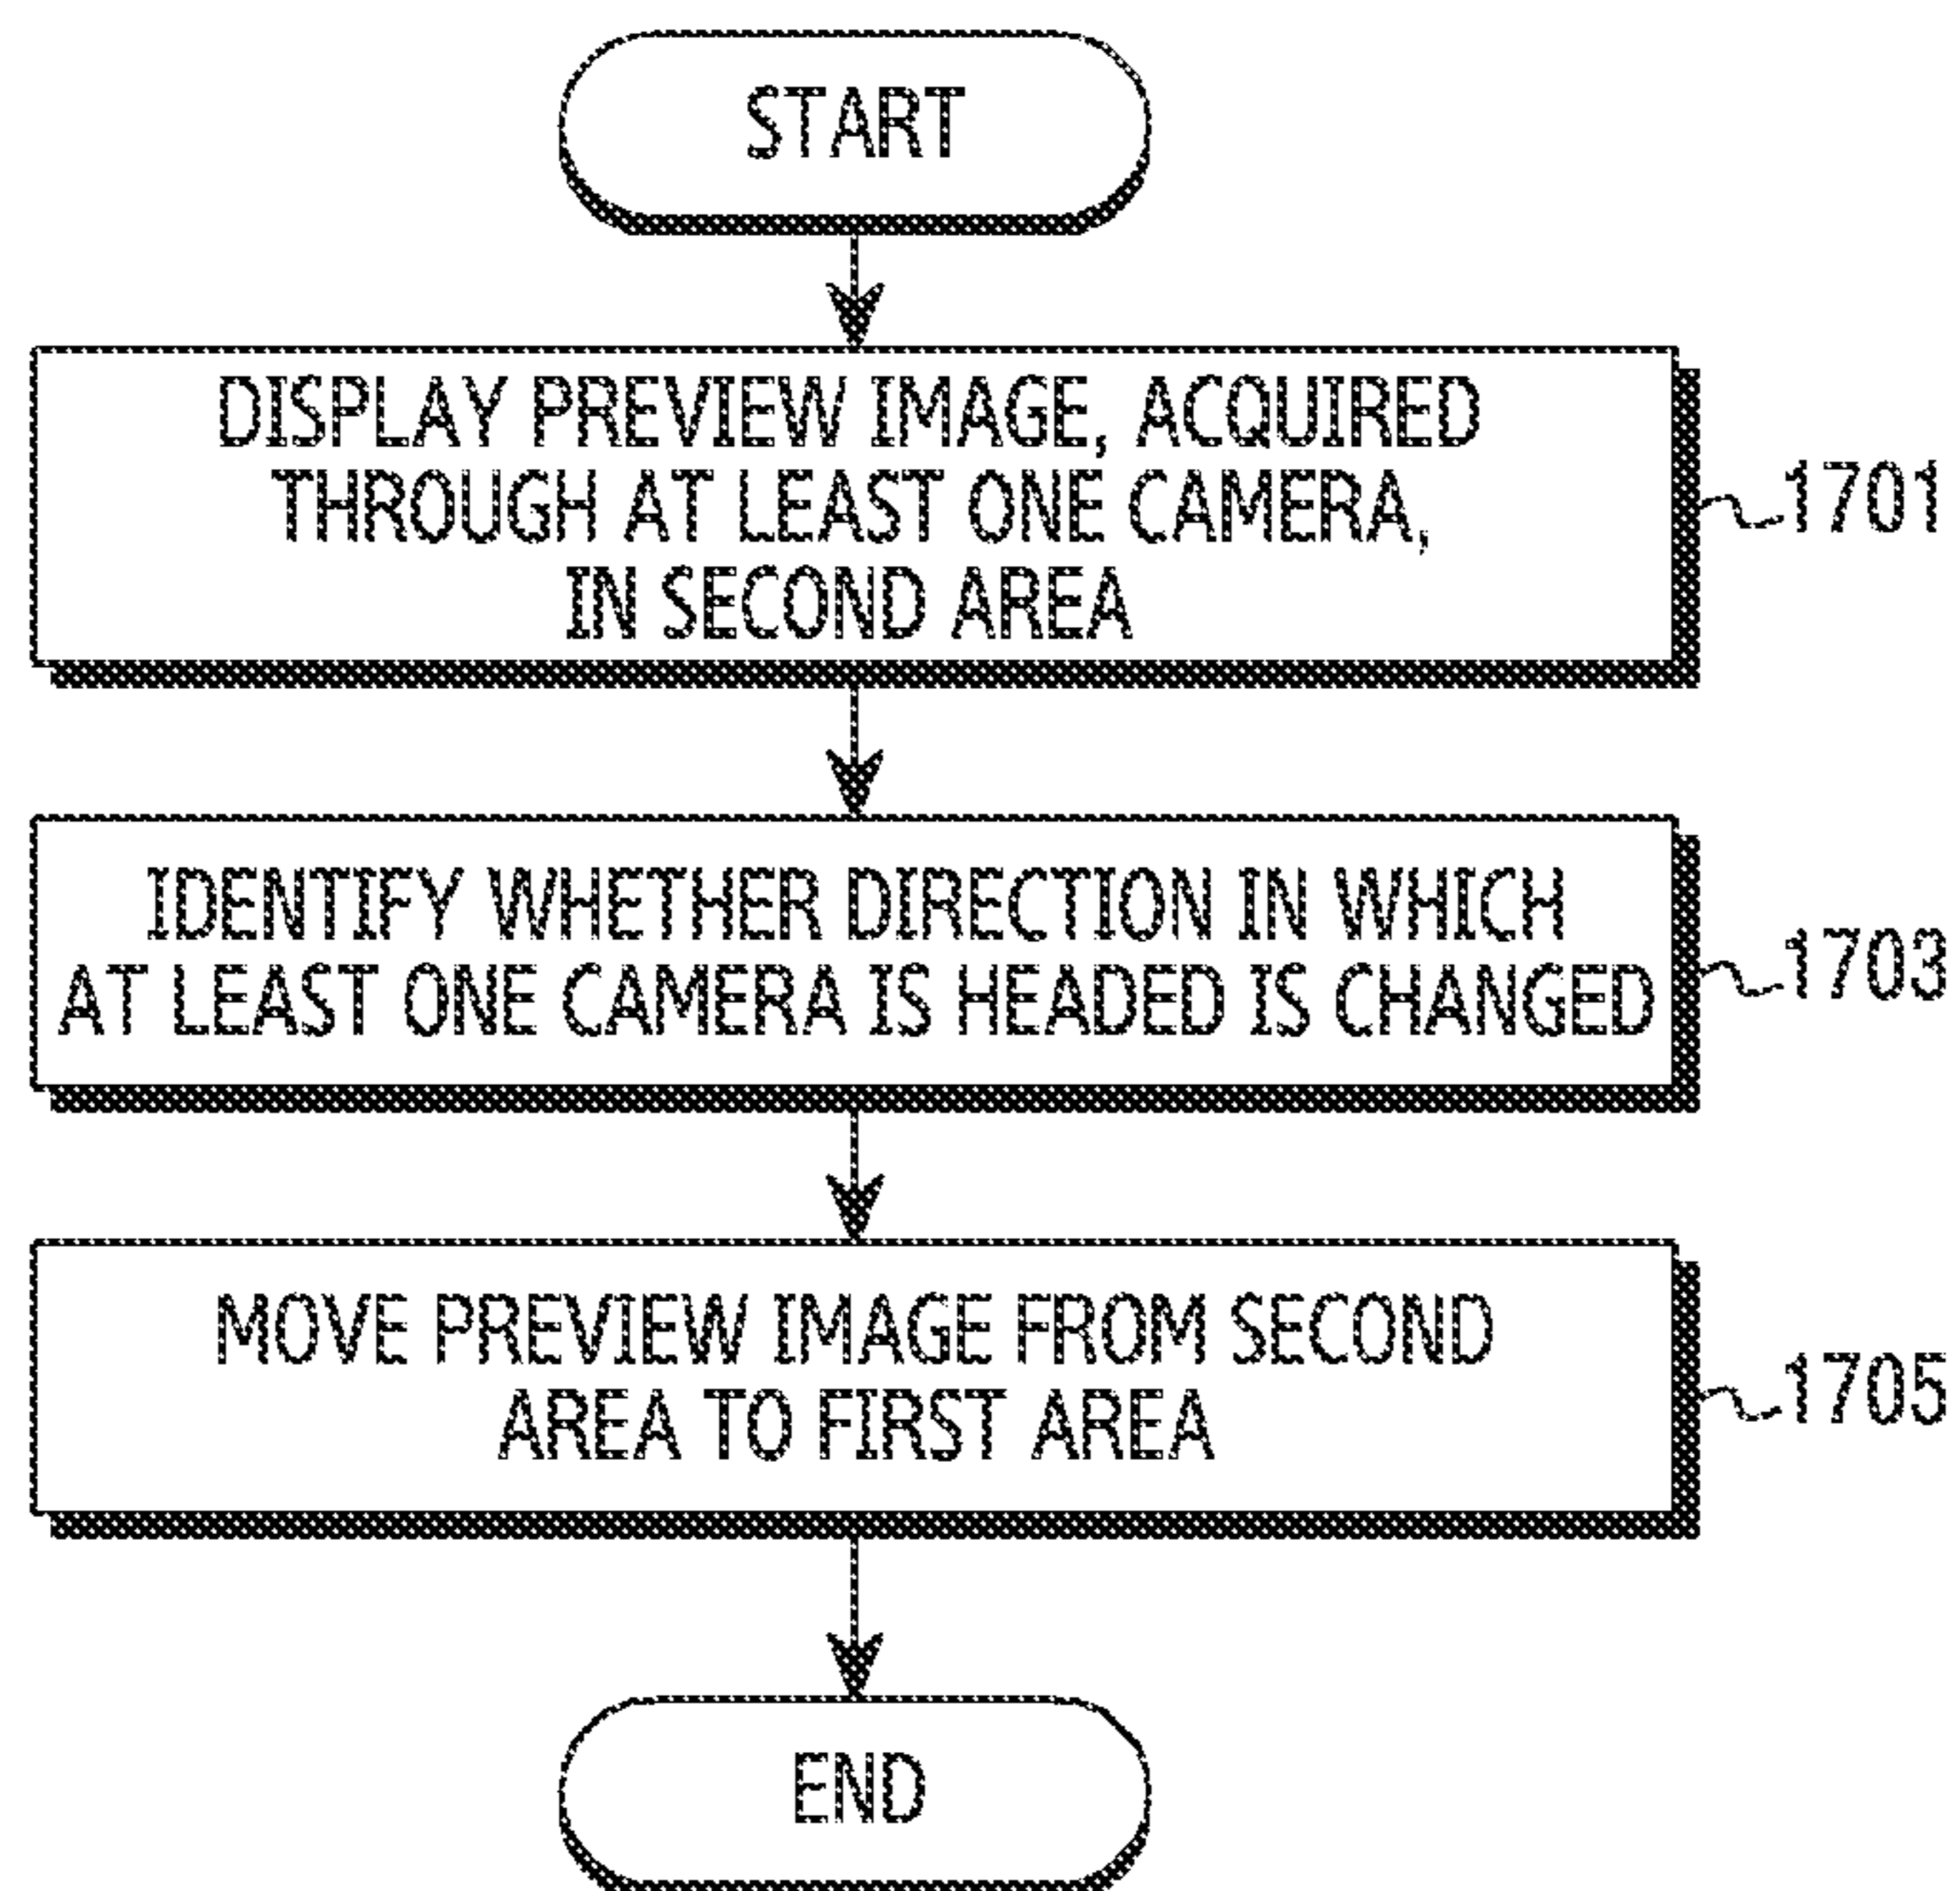 START
DISPLAY PREVIEW IMAGE, ACQUIRED
THROUGH AT LEAST ONE CAMERA,
IN SECOND AREA
1701
IDENTIFY WHETHER DIRECTION IN WHICH
AT LEAST ONE CAMERA IS HEADED IS CHANGED
1703
MOVE PREVIEW IMAGE FROM SECOND
AREA TO FIRST AREA
1705
END